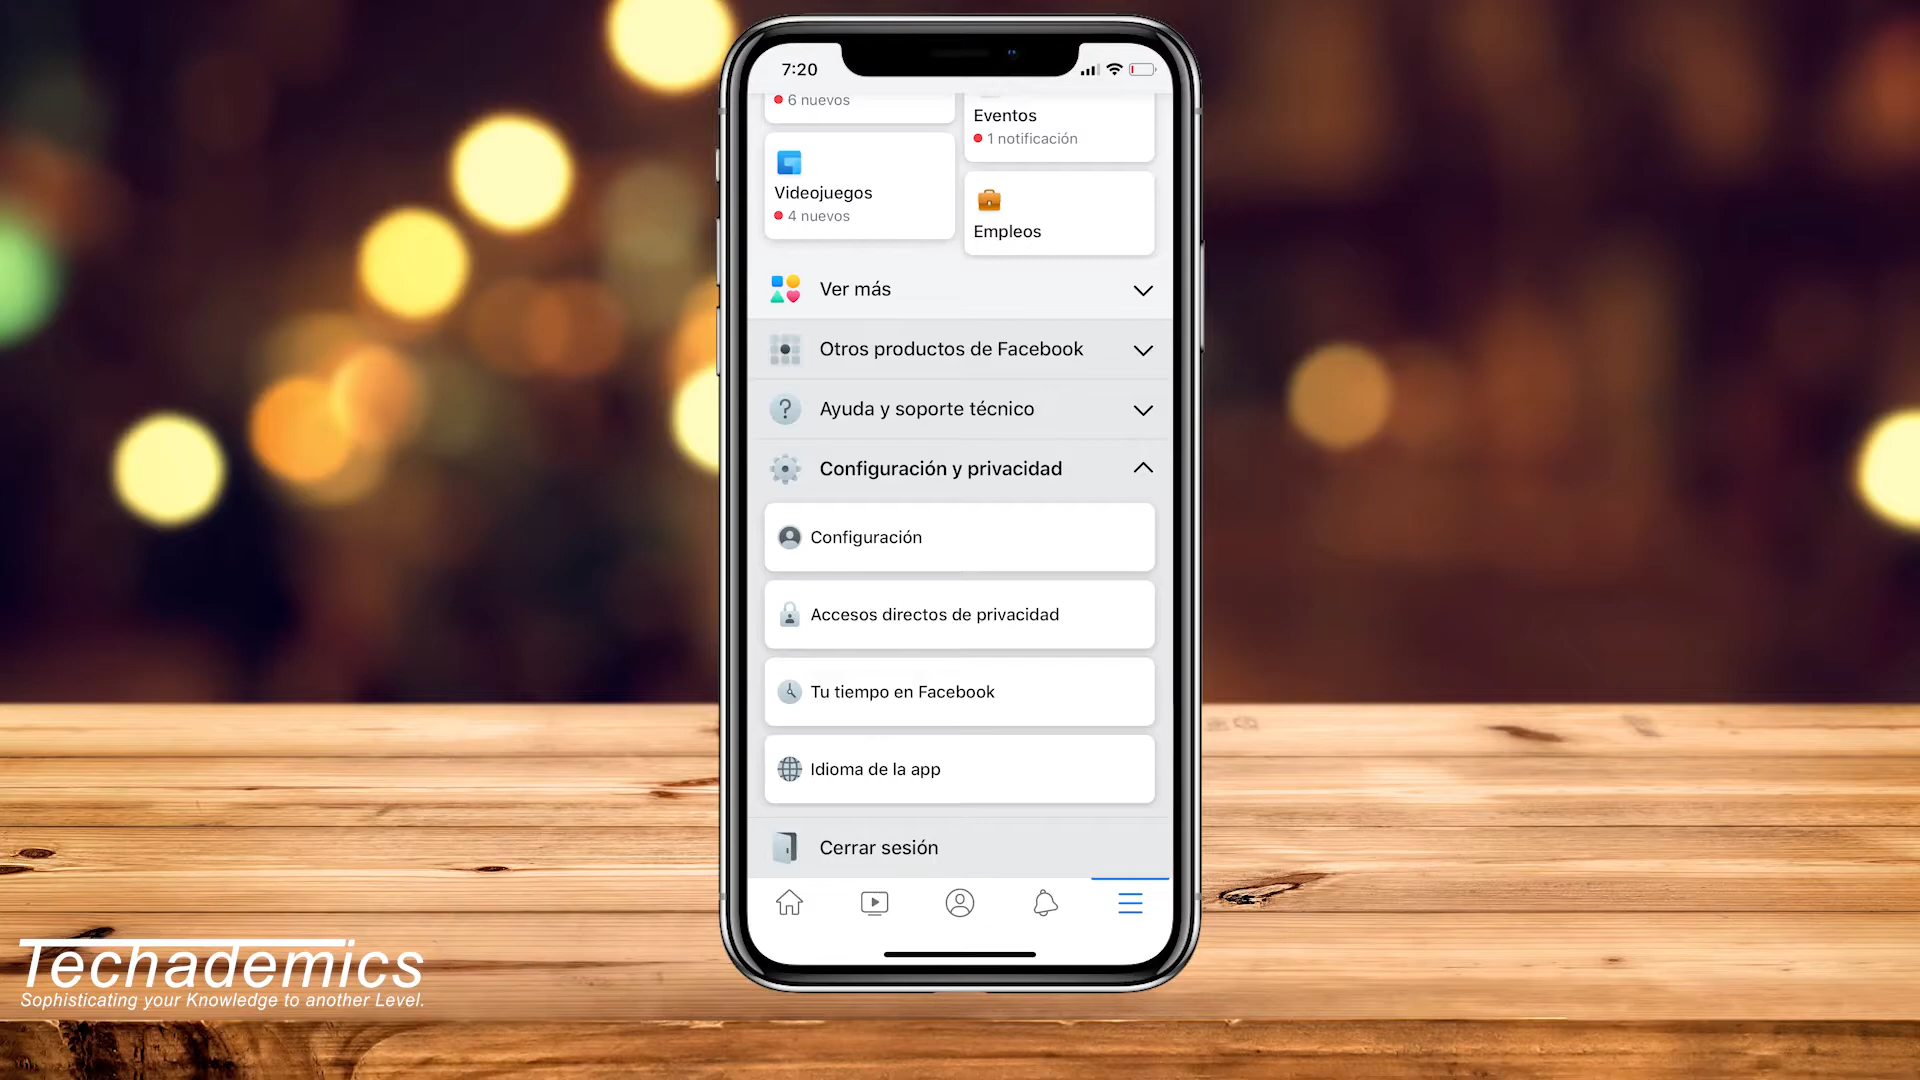 7:20
6 nuevos
Eventos
1 notificación
Videojuegos
4 nuevos
Empleos
Ver más
Otros productos de Facebook
Ayuda y soporte técnico
Configuración y privacidad
Configuración
Accesos directos de privacidad
Tu tiempo en Facebook
Idioma de la app
Cerrar sesión
Techademics
Sophisticating your Knowledge to another Level.